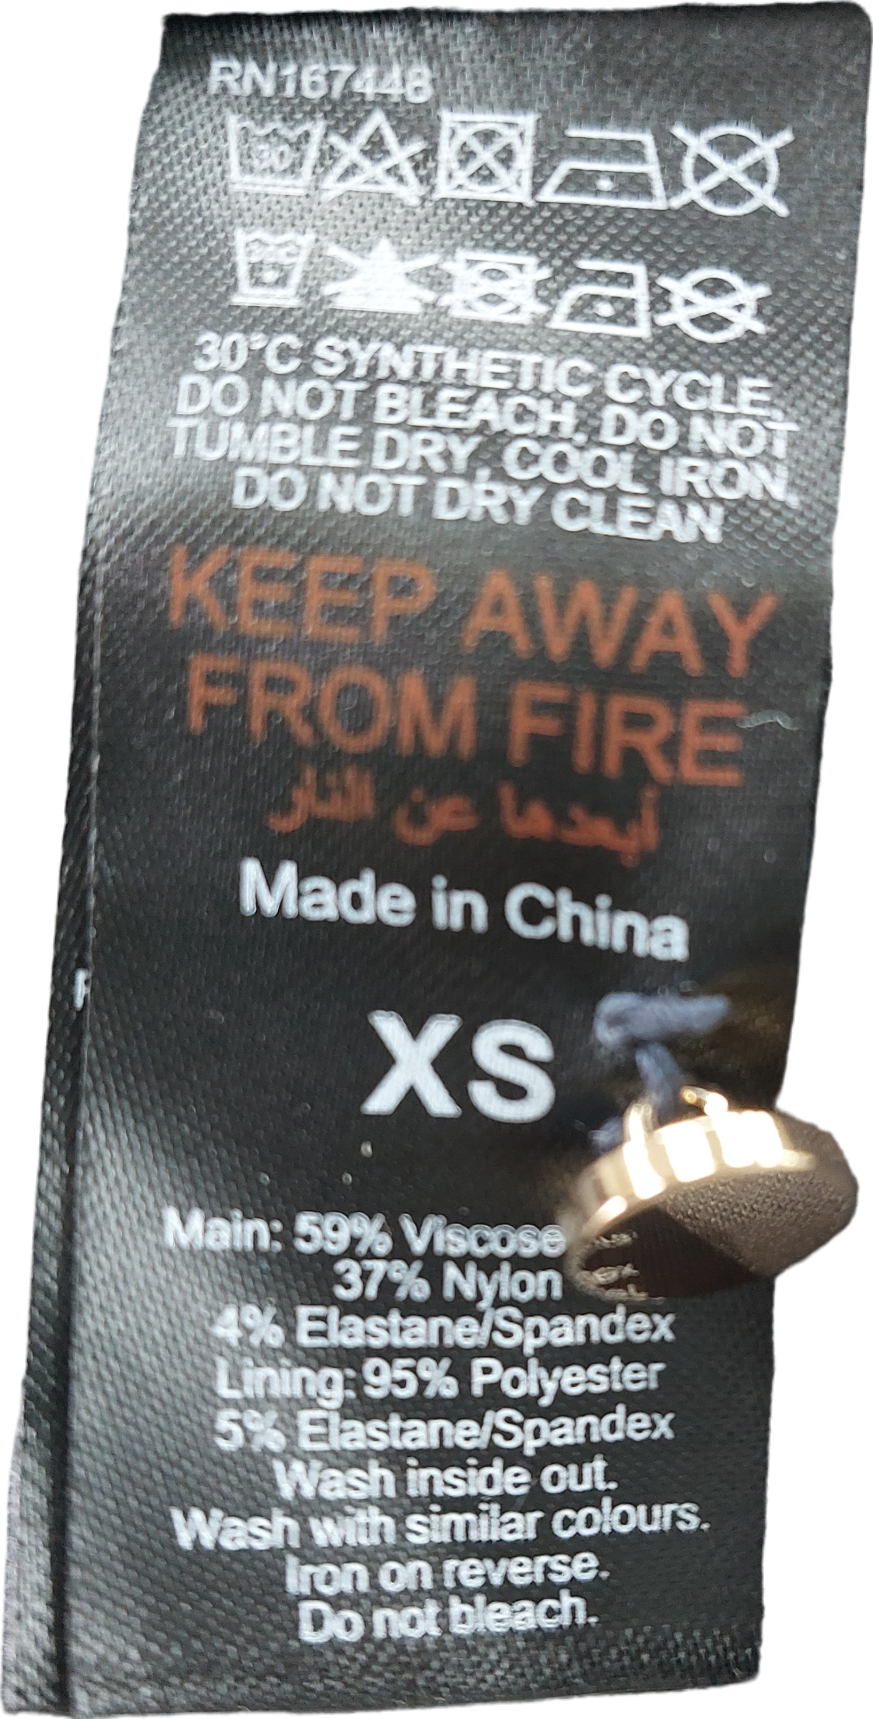 RN167448
30
30°C SYNTHETIC CYCLE,
DO NOT BLEACH, DO NOT
TUMBLE DRY, COOL IRON,
DO NOT DRY CLEAN
KEEP AWAY
FROM FIRE
أبعدها عن النار
Made in China
XS
Main: 59% Viscose
37% Nylon
4% Elastane/Spandex
Lining: 95% Polyester
5% Elastane/Spandex
Wash inside out.
Wash with similar colours.
Iron on reverse.
Do not bleach.